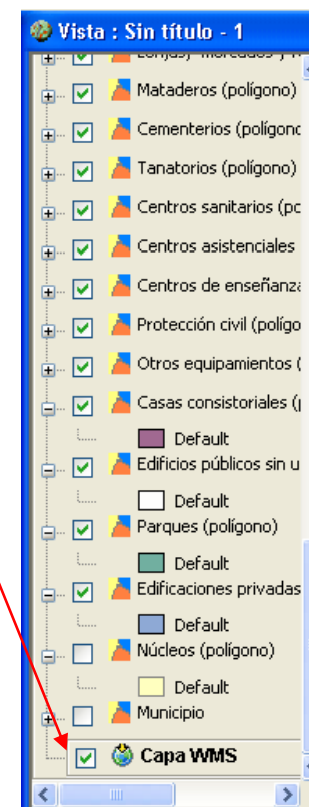 Vista : Sin título - 1
Lonjas, mercados y r
Mataderos (polígono)
Cementerios (polígono
Tanatorios (polígono)
Centros sanitarios (po
Centros asistenciales
Centros de enseñanza
Protección civil (polígo
Otros equipamientos (
Casas consistoriales (
Default
Edificios públicos sin u
Default
Parques (polígono)
Default
Edificaciones privadas
Default
Núcleos (polígono)
Default
Municipio
Capa WMS